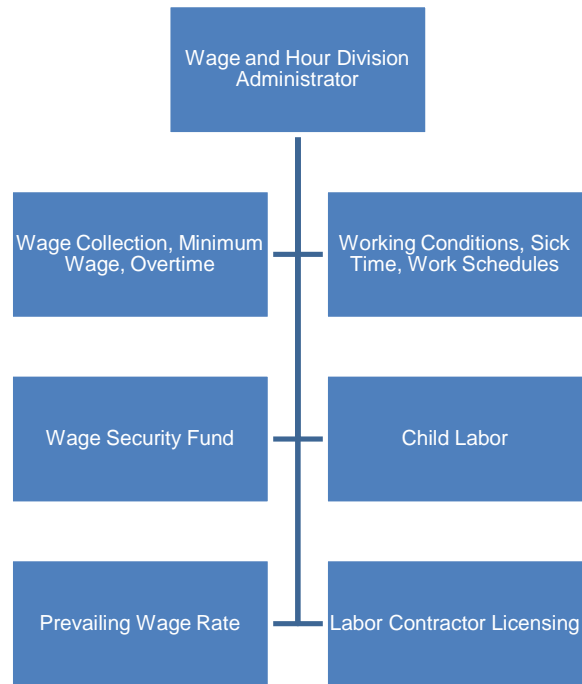 Wage and Hour Division
Administrator
Wage Collection, Minimum
Wage, Overtime
Working Conditions, Sick
Time, Work Schedules
Wage Security Fund
Child Labor
Prevailing Wage Rate
Labor Contractor Licensing